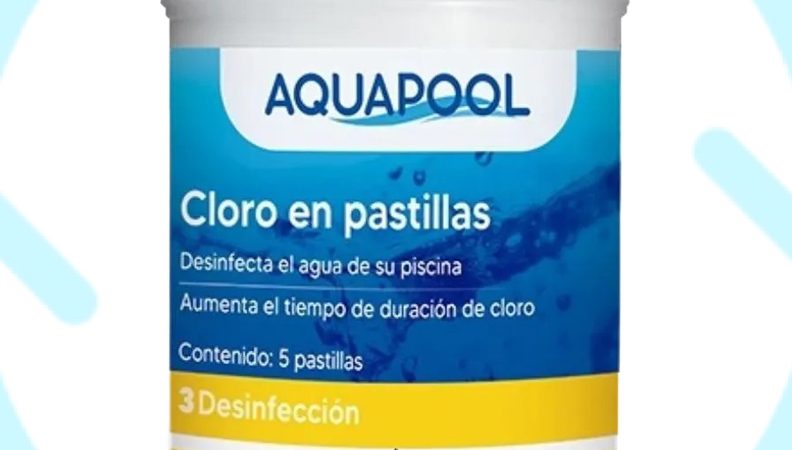 AQUAPOOL
Cloro en pastillas
Desinfecta el agua de su piscina
Aumenta el tiempo de duración de cloro
Contenido: 5 pastillas
3 Desinfección